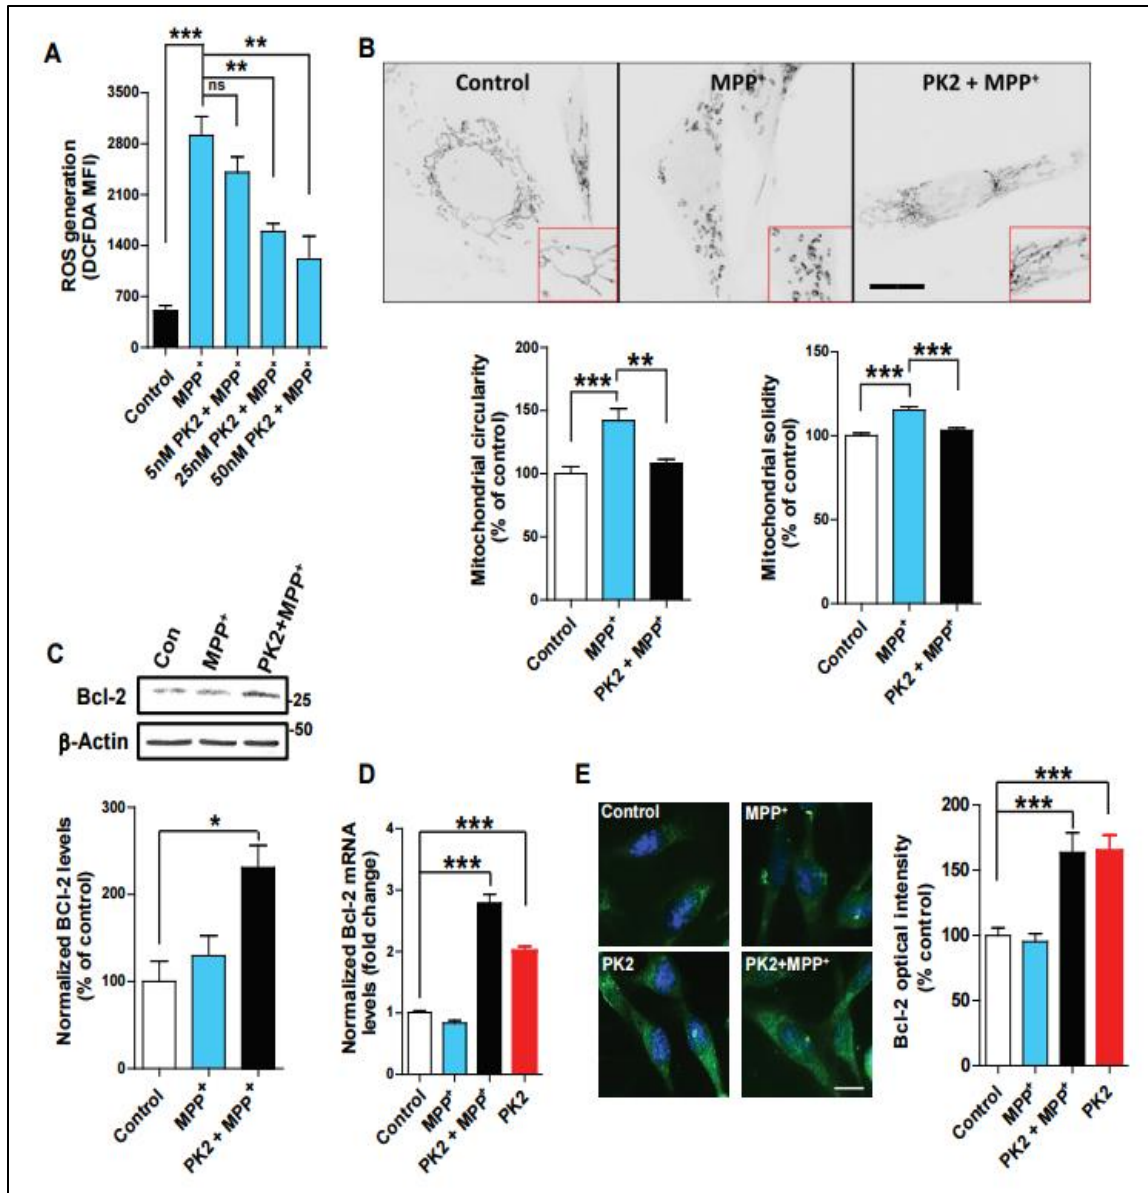 A
***
**
**
ns
3500
2800
2100
1400
700
0
ROS generation
(DCFDA MFI)
Control
MPP⁺
5nM PK2 + MPP⁺
25nM PK2 + MPP⁺
50nM PK2 + MPP⁺
B
Control
MPP⁺
PK2 + MPP⁺
200
150
100
50
0
Mitochondrial circularity
(% of control)
***
**
Control
MPP⁺
PK2 + MPP⁺
150
100
50
0
Mitochondrial solidity
(% of control)
***
***
Control
MPP⁺
PK2 + MPP⁺
C
Con
MPP⁺
PK2+MPP⁺
Bcl-2
-25
-50
β-Actin
300
200
100
0
Normalized BCl-2 levels
(% of control)
*
Control
MPP⁺
PK2 + MPP⁺
D
4
3
2
1
0
Normalized Bcl-2 mRNA
levels (fold change)
***
***
Control
MPP⁺
PK2 + MPP⁺
PK2
E
Control
MPP⁺
PK2
PK2+MPP⁺
200
150
100
50
0
Bcl-2 optical intensity
(% control)
***
***
Control
MPP⁺
PK2 + MPP⁺
PK2